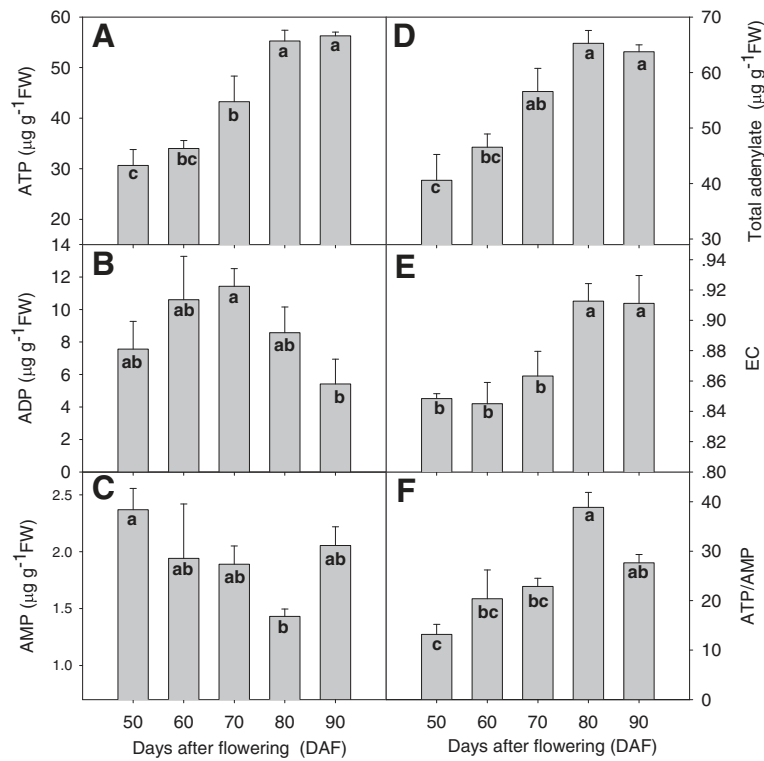 A
ATP (µg g⁻¹FW)
60
50
40
30
20
c
bc
b
a
a
D
Total adenylate (µg g⁻¹FW)
70
60
50
40
30
c
bc
ab
a
a
B
ADP (µg g⁻¹FW)
14
12
10
8
6
4
2
0
ab
ab
a
ab
b
E
EC
.94
.92
.90
.88
.86
.84
.82
.80
b
b
b
a
a
C
AMP (µg g⁻¹FW)
2.5
2.0
1.5
1.0
a
ab
ab
b
ab
50 60 70 80 90
Days after flowering (DAF)
F
ATP/AMP
40
30
20
10
0
c
bc
bc
a
ab
50 60 70 80 90
Days after flowering (DAF)